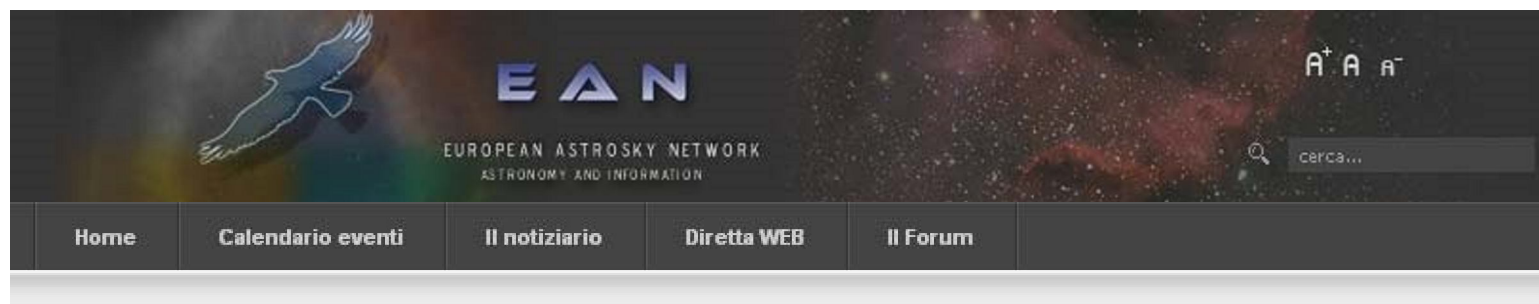 EAN
EUROPEAN ASTROSKY NETWORK
ASTRONOMY AND INFORMATION
A+ A A-
cerca...
Home Calendario eventi Il notiziario Diretta WEB Il Forum